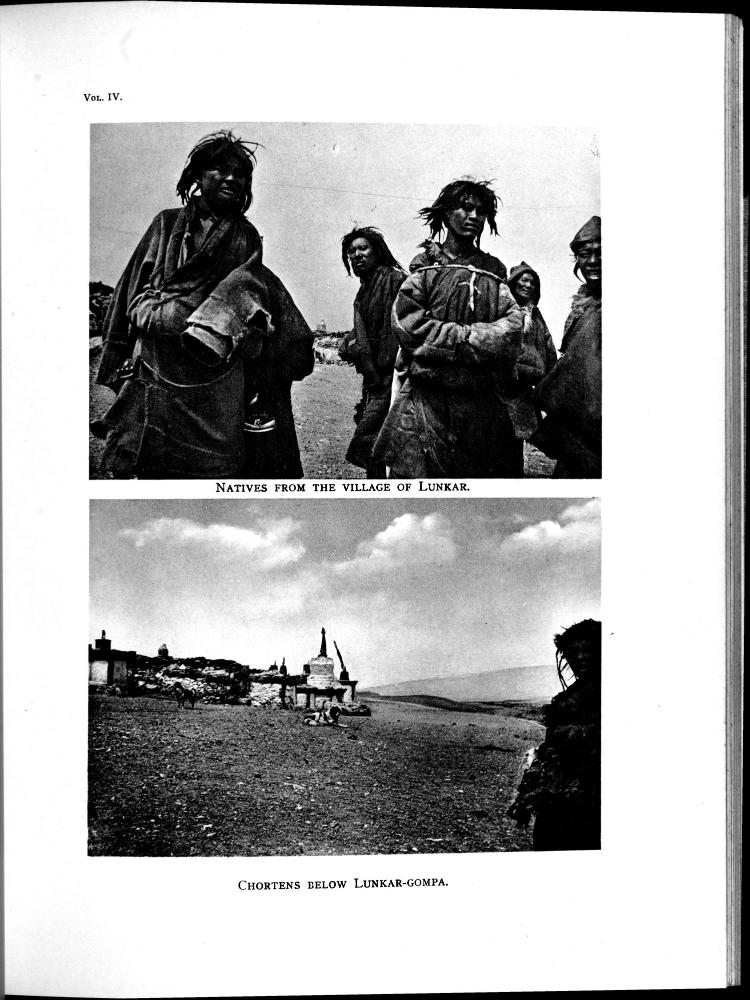 VOL. IV.
NATIVES FROM THE VILLAGE OF LUNKAR.
CHORTENS BELOW LUNKAR-GOMPA.